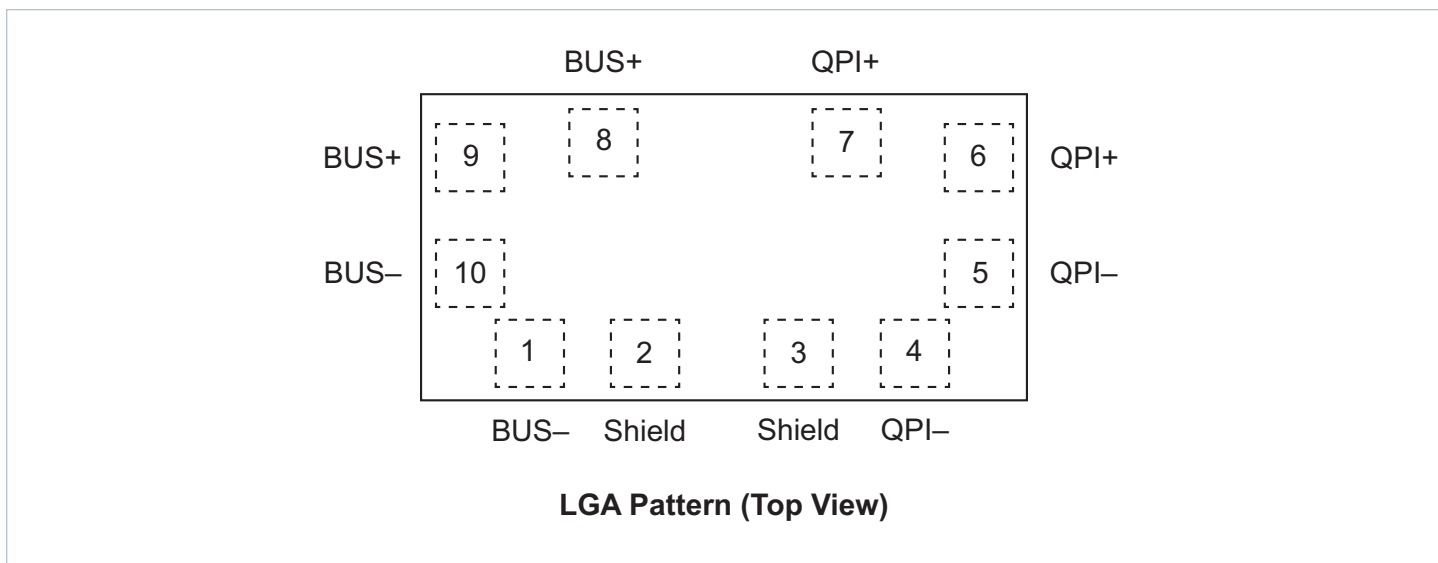 BUS+ QPI+
BUS+ 9 8 7 6 QPI+
BUS– 10 5 QPI–
1 2 3 4
BUS– Shield Shield QPI–
LGA Pattern (Top View)